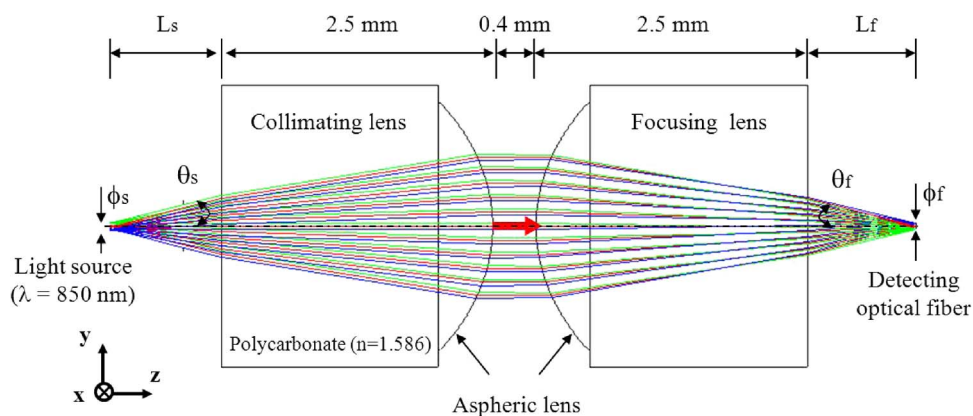 Ls 2.5 mm 0.4 mm 2.5 mm Lf
Collimating lens Focusing lens
θs θf
ϕs ϕf
Light source
(λ = 850 nm)
Detecting
optical fiber
Polycarbonate (n=1.586)
y
x z
Aspheric lens